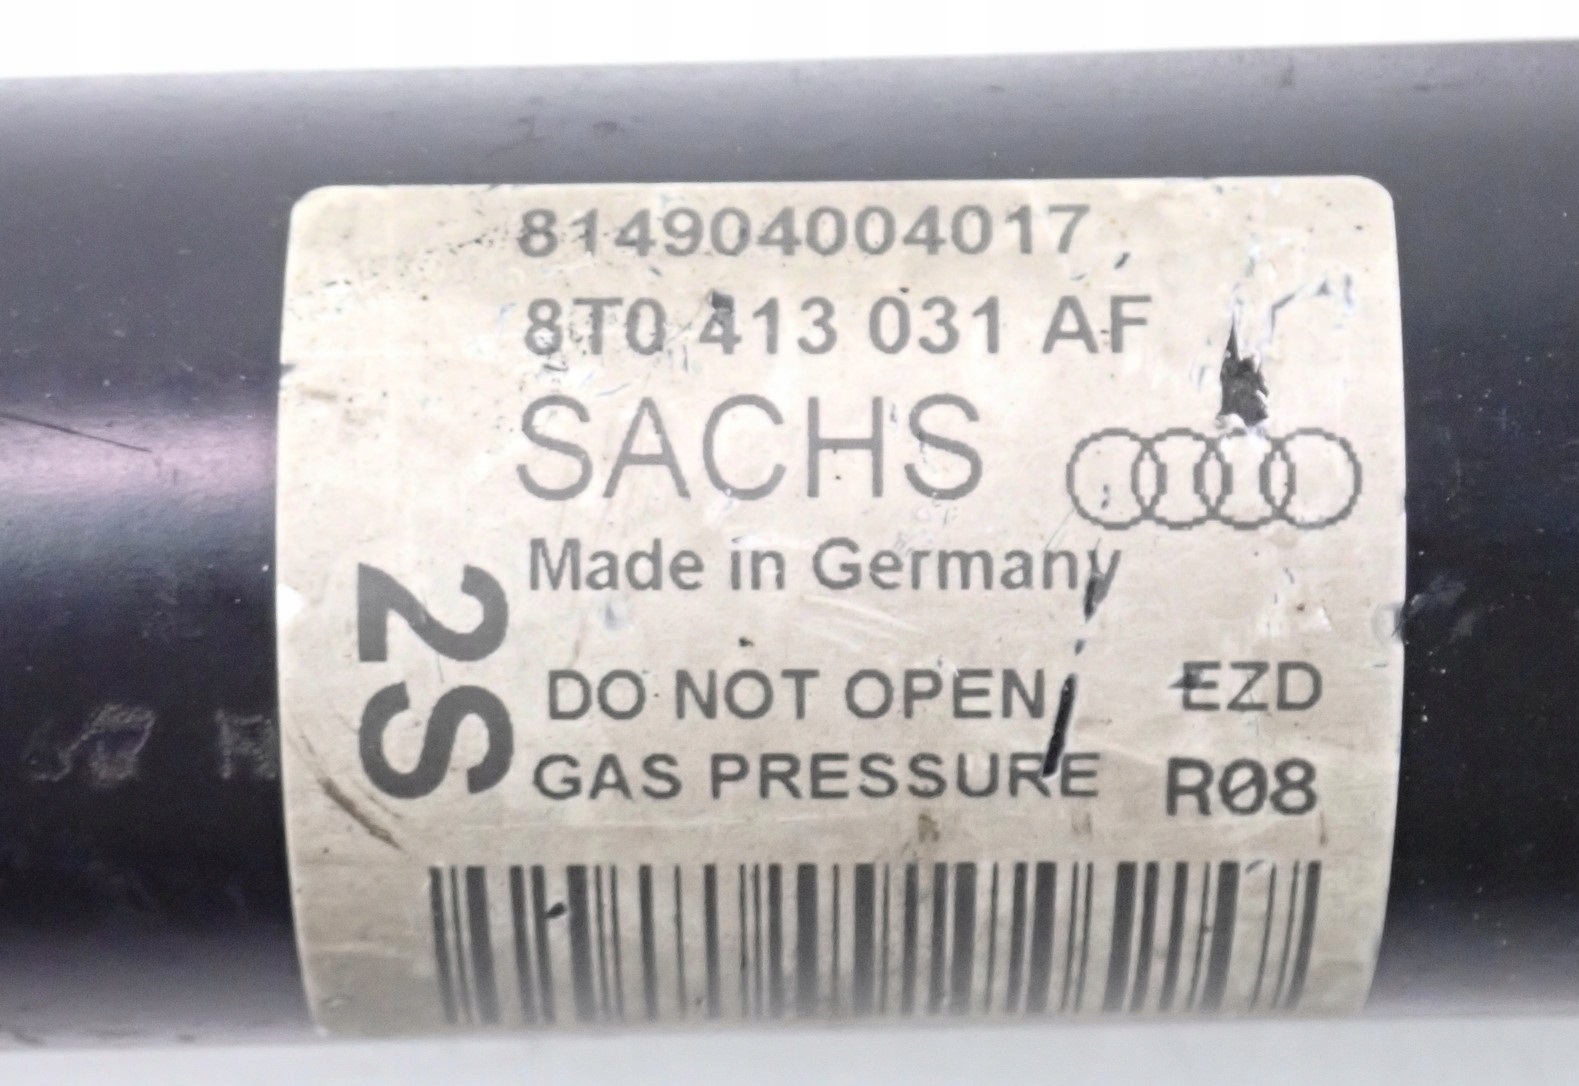 814904004017
8T0 413 031 AF
SACHS
Made in Germany
2S
DO NOT OPEN EZD
GAS PRESSURE R08